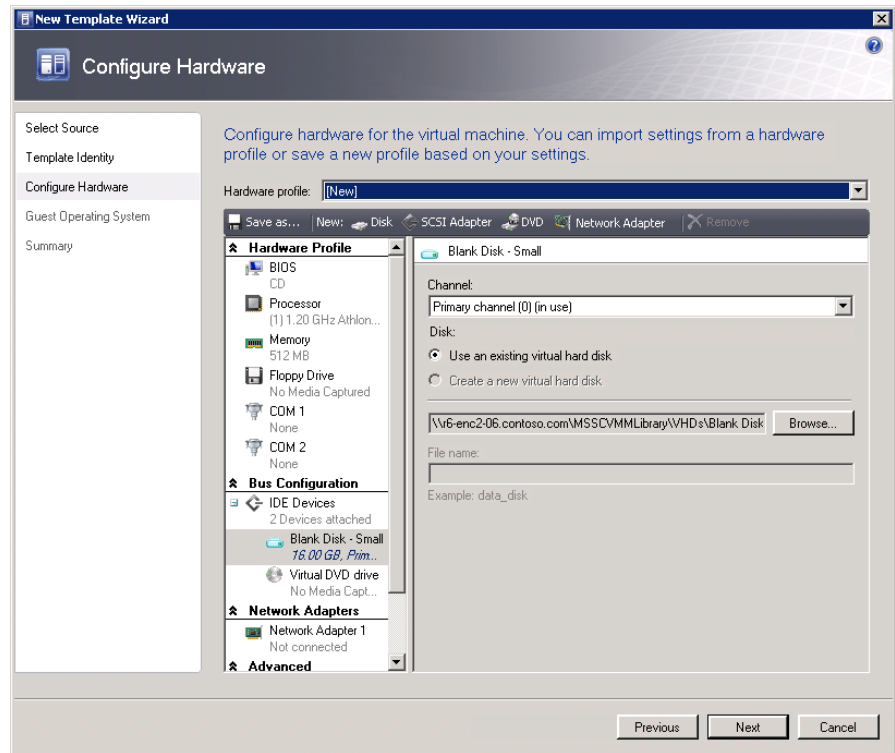 New Template Wizard
Configure Hardware
Select Source
Template Identity
Configure Hardware
Guest Operating System
Summary
Configure hardware for the virtual machine. You can import settings from a hardware
profile or save a new profile based on your settings.
Hardware profile: [New]
Save as... New: Disk SCSI Adapter DVD Network Adapter Remove
Hardware Profile
BIOS
CD
Processor
(1) 1.20 GHz Athlon...
Memory
512 MB
Floppy Drive
No Media Captured
COM 1
None
COM 2
None
Bus Configuration
IDE Devices
2 Devices attached
Blank Disk - Small
16.00 GB, Prim...
Virtual DVD drive
No Media Capt...
Network Adapters
Network Adapter 1
Not connected
Advanced
Blank Disk - Small
Channel:
Primary channel (0) (in use)
Disk:
Use an existing virtual hard disk
Create a new virtual hard disk
\\r6-enc2-06.contoso.com\MSSCVMMLibrary\VHDs\Blank Disk
Browse...
File name:
Example: data_disk
Previous
Next
Cancel